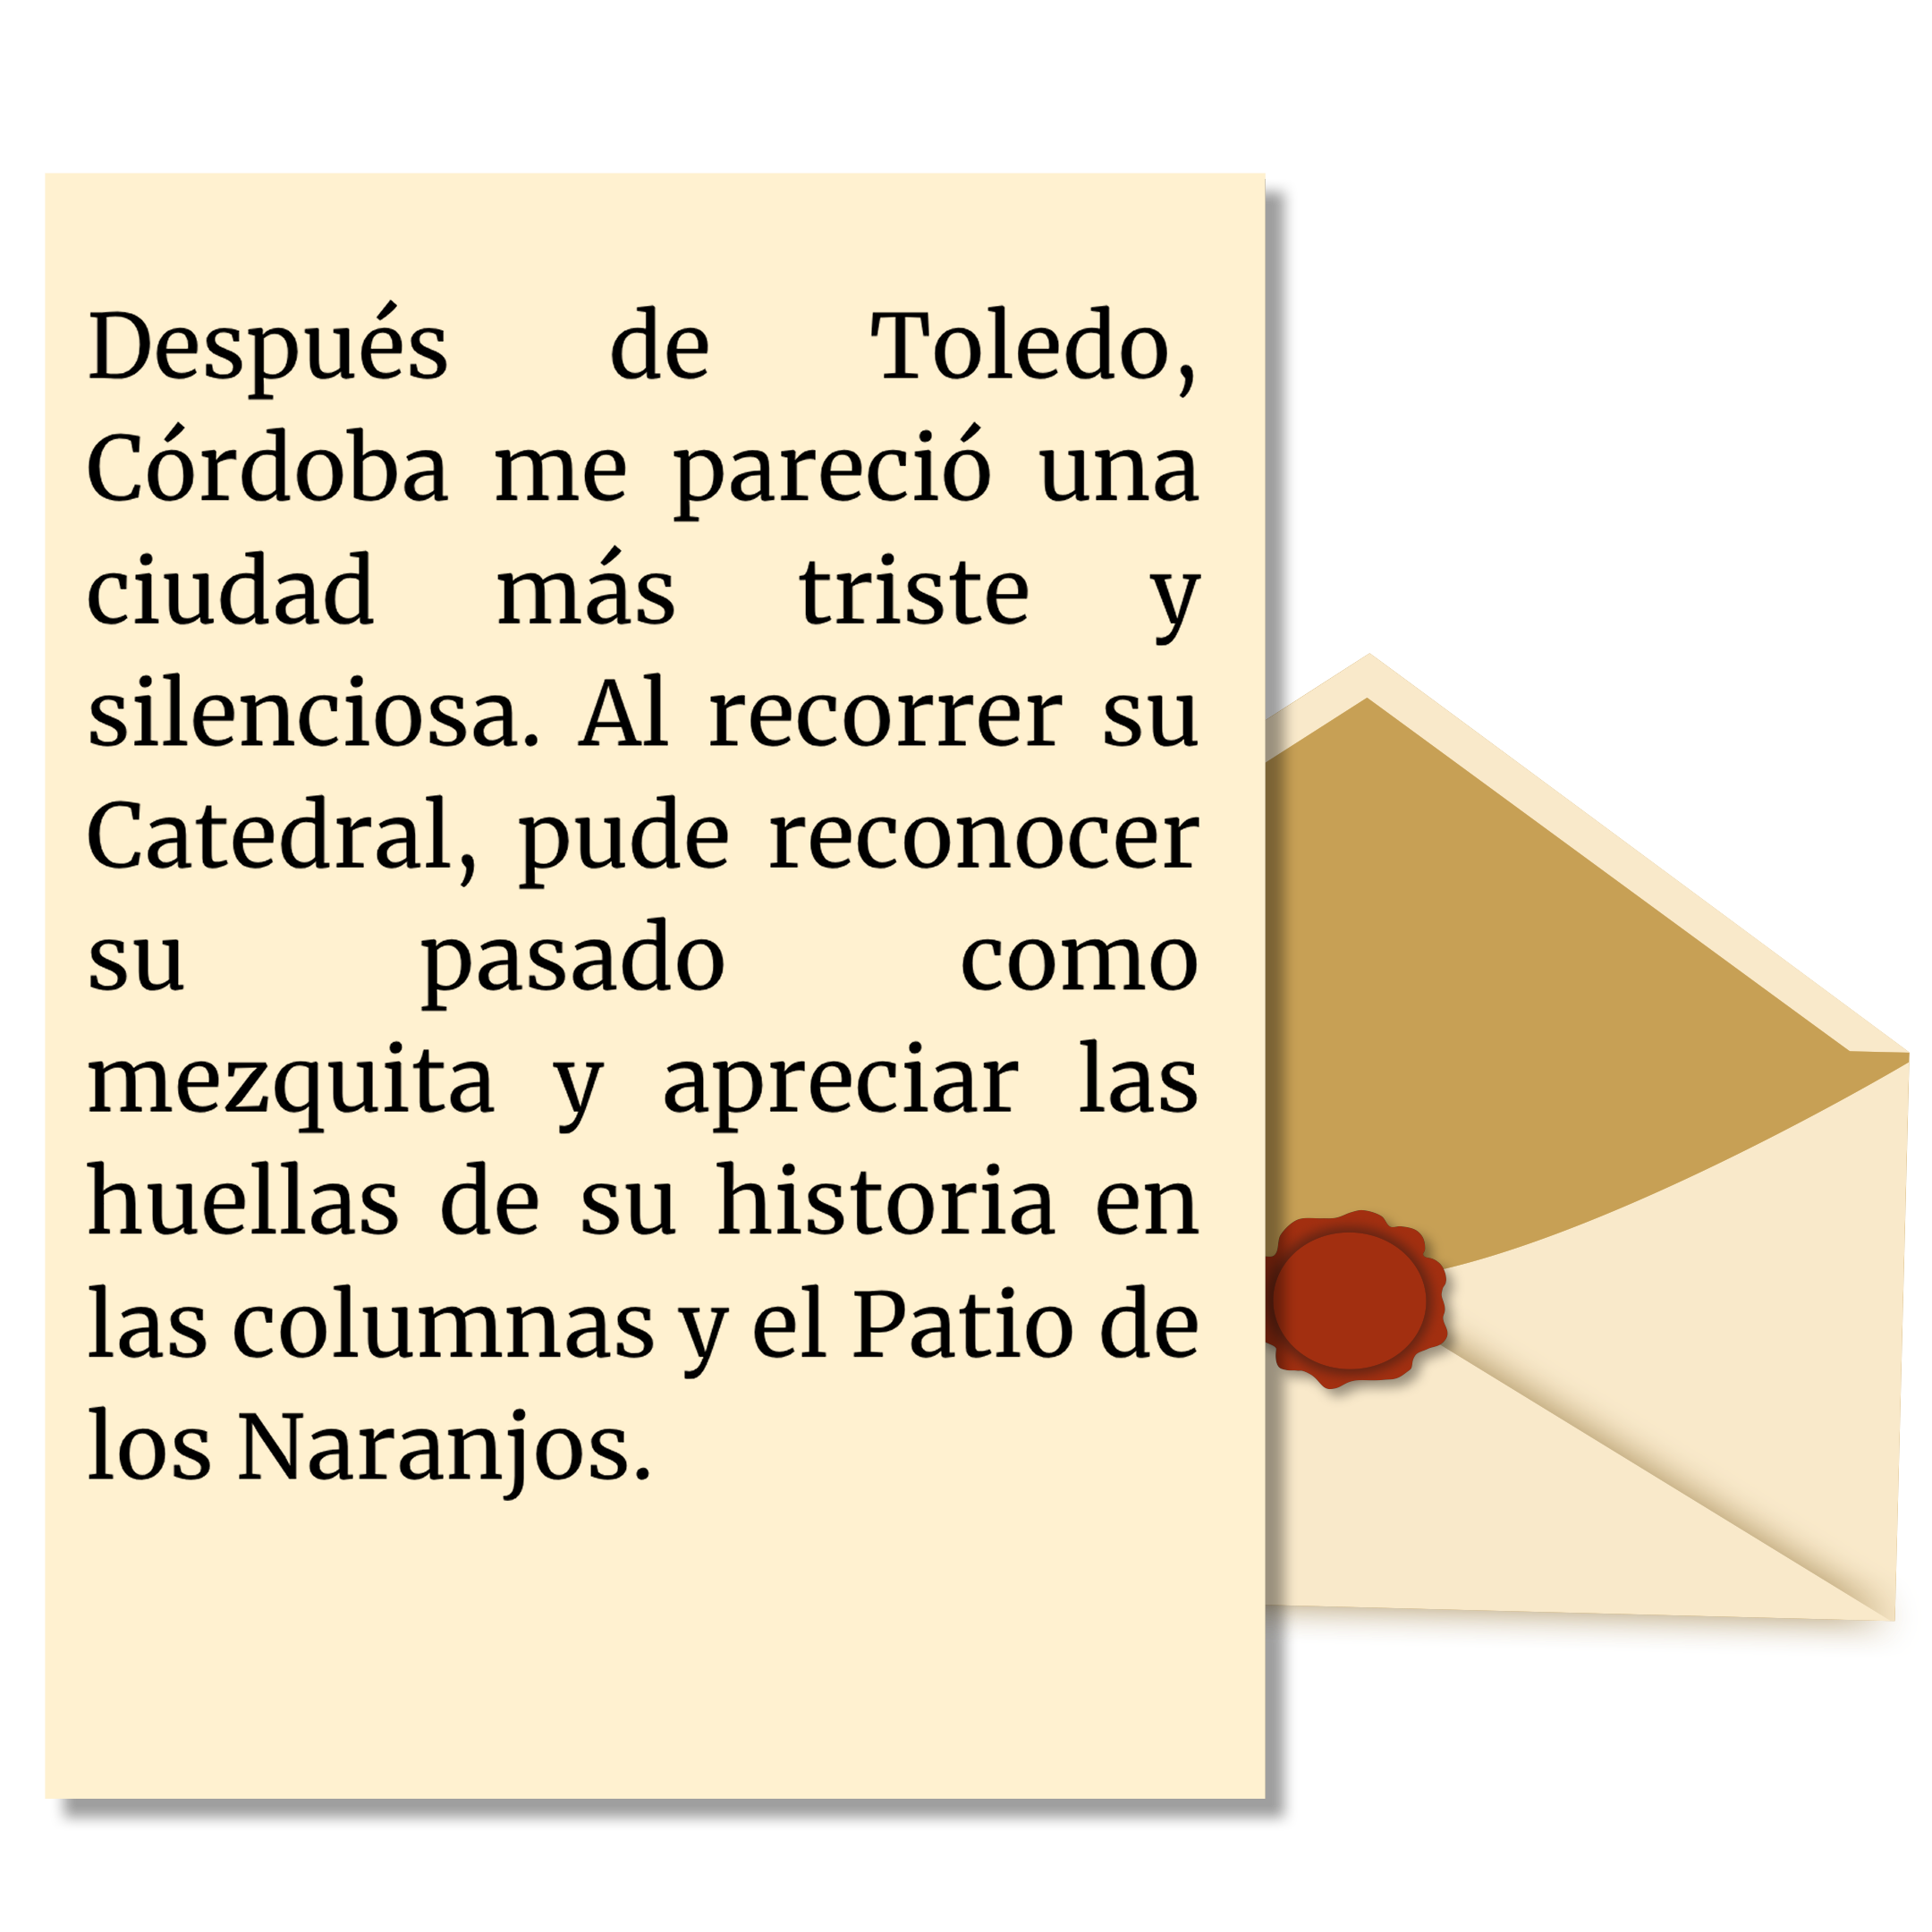 Después de Toledo,
Córdoba me pareció una
ciudad más triste y
silenciosa. Al recorrer su
Catedral, pude reconocer
su pasado como
mezquita y apreciar las
huellas de su historia en
las columnas y el Patio de
los Naranjos.